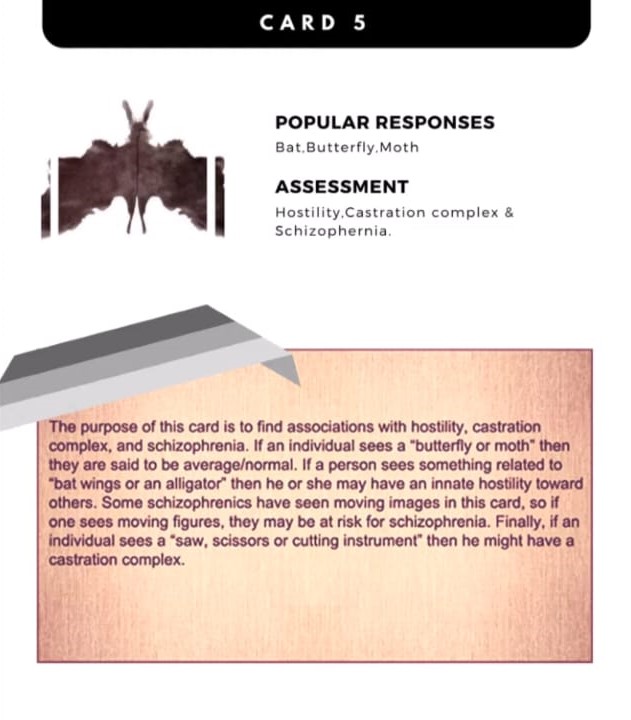 CARD 5
POPULAR RESPONSES
Bat,Butterfly,Moth
ASSESSMENT
Hostility,Castration complex &
Schizophernia.
The purpose of this card is to find associations with hostility, castration
complex, and schizophrenia. If an individual sees a "butterfly or moth" then
they are said to be average/normal. If a person sees something related to
"bat wings or an alligator" then he or she may have an innate hostility toward
others. Some schizophrenics have seen moving images in this card, so if
one sees moving figures, they may be at risk for schizophrenia. Finally, if an
individual sees a "saw, scissors or cutting instrument" then he might have a
castration complex.